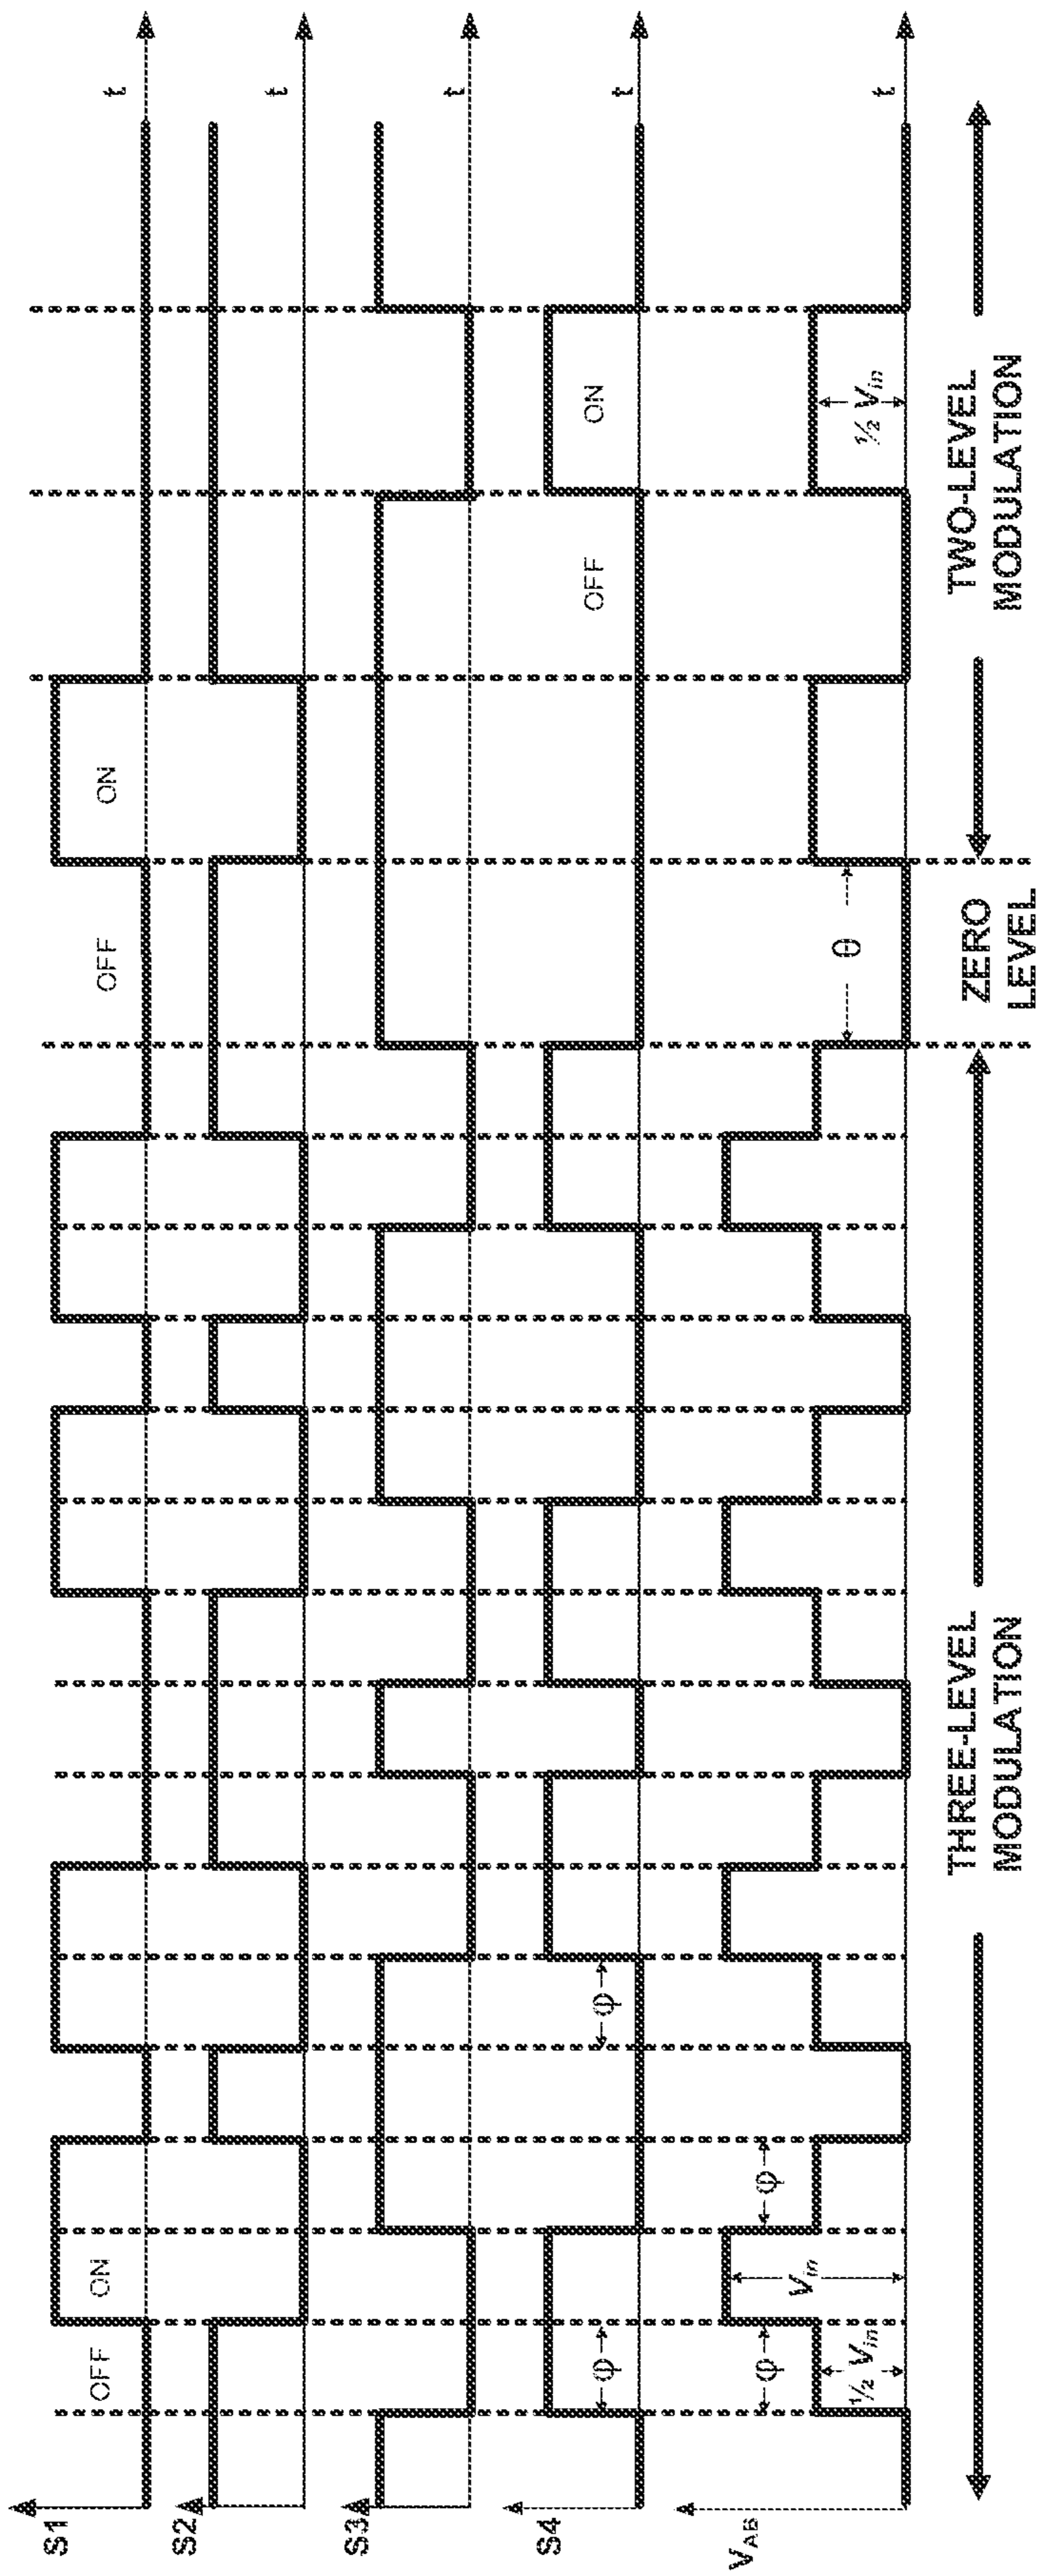 S1
OFF
ON
OFF
ON
t
S2
t
S3
t
S4
φ
φ
OFF
ON
t
VAB
φ
φ
½ Vin
Vin
θ
½ Vin
t
THREE-LEVEL
MODULATION
ZERO
LEVEL
TWO-LEVEL
MODULATION